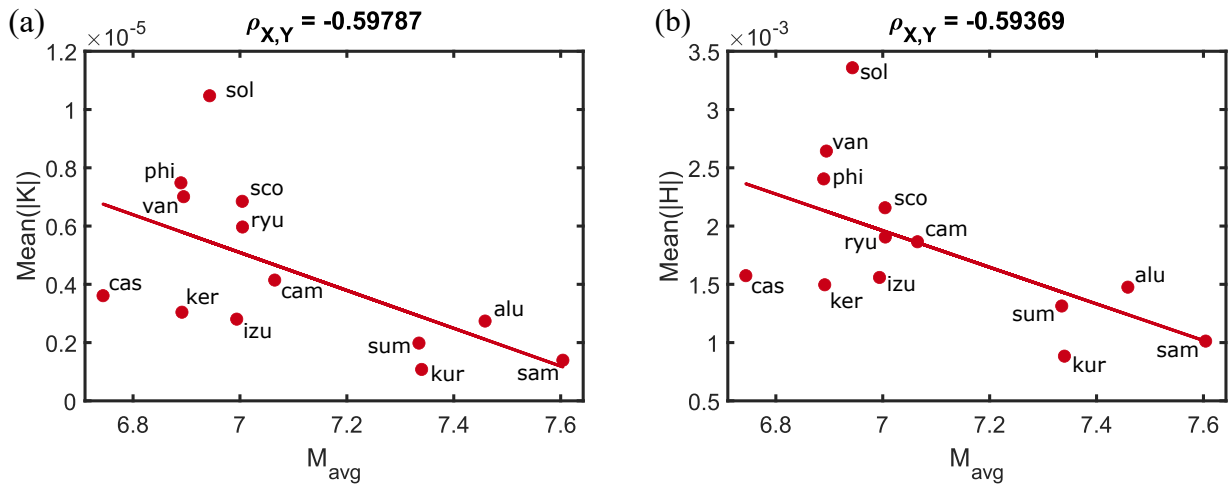 (a)
ρX,Y = -0.59787
×10-5
1.2
1
0.8
0.6
0.4
0.2
0
Mean(|K|)
sol
phi
van
sco
ryu
cas
ker
cam
izu
alu
sum
kur
sam
6.8 7 7.2 7.4 7.6
Mavg
(b)
ρX,Y = -0.59369
×10-3
3.5
3
2.5
2
1.5
1
0.5
Mean(|H|)
sol
van
phi
sco
ryu
cam
cas
ker
izu
alu
sum
kur
sam
6.8 7 7.2 7.4 7.6
Mavg